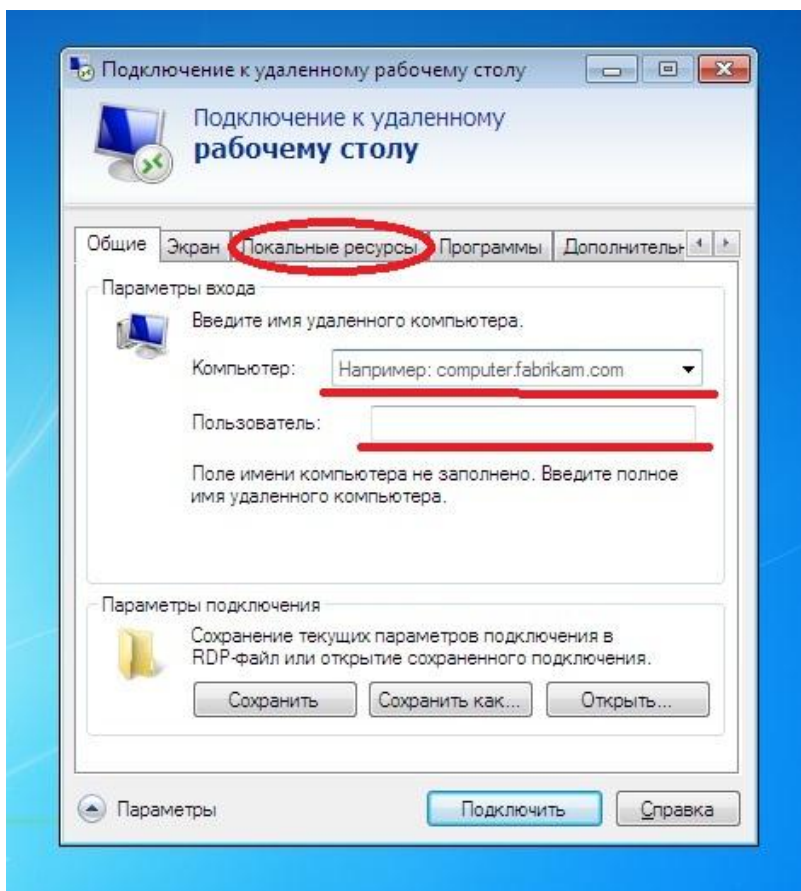 Подключение к удаленному рабочему столу
Подключение к удаленному
рабочему столу
Общие Экран Локальные ресурсы Программы Дополнительн
Параметры входа
Введите имя удаленного компьютера.
Компьютер: Например: computer.fabrikam.com
Пользователь:
Поле имени компьютера не заполнено. Введите полное
имя удаленного компьютера.
Параметры подключения
Сохранение текущих параметров подключения в
RDP-файл или открытие сохраненного подключения.
Сохранить Сохранить как... Открыть...
Параметры Подключить Справка